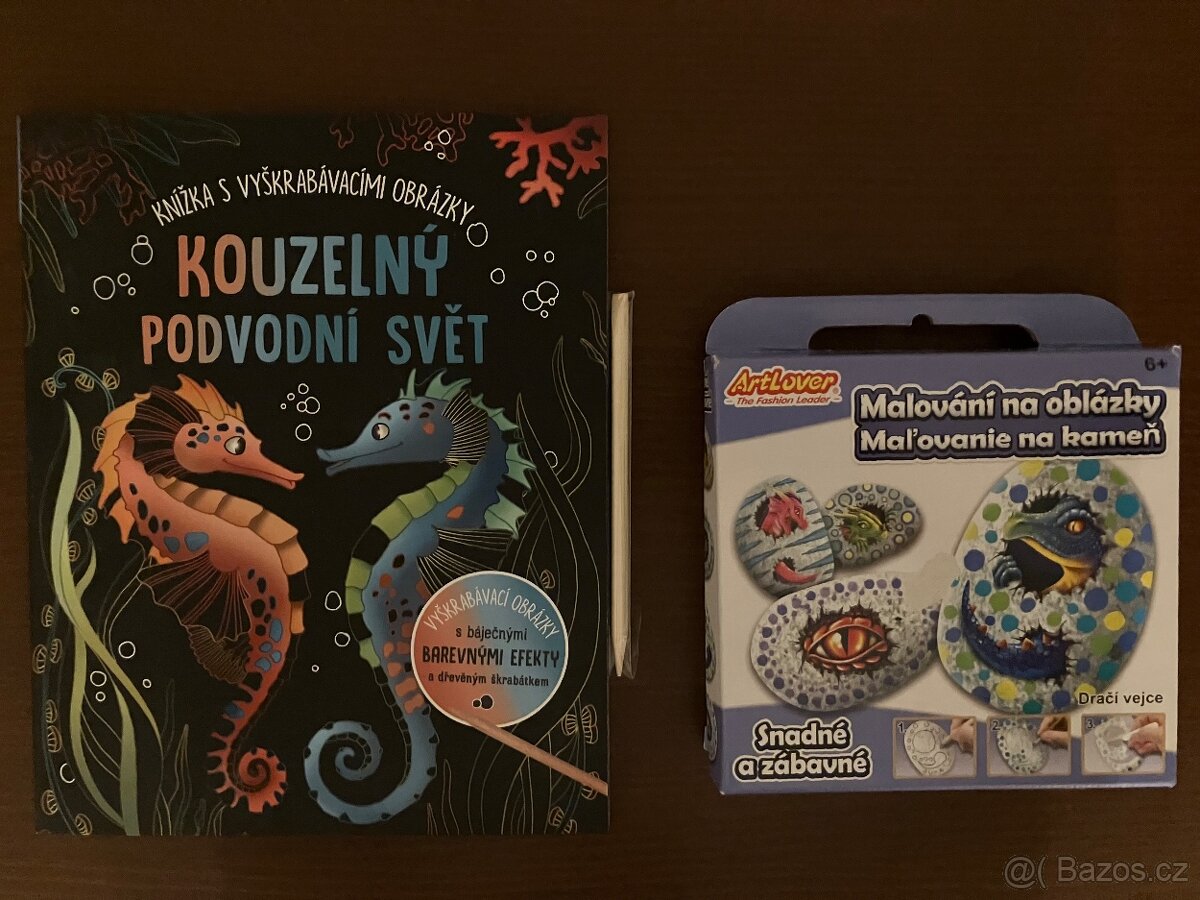 KNÍŽKA S VYŠKRABÁVACÍMI OBRÁZKY
KOUZELNÝ
PODVODNÍ SVĚT
VYŠKRABÁVACÍ OBRÁZKY
s báječnými
BAREVNÝMI EFEKTY
a dřevěným škrabátkem
6+
ArtLover
The Fashion Leader
Malování na oblázky
Maľovanie na kameň
Dračí vejce
Snadné
a zábavné
1.
2.
3.
@( Bazos.cz